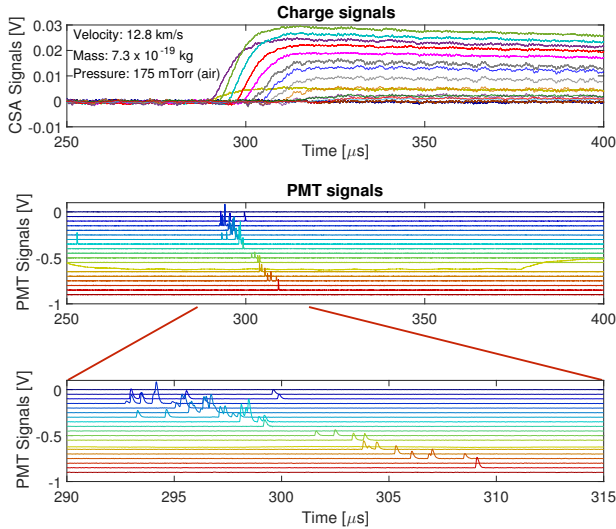 Charge signals
CSA Signals [V]
0.03
0.02
0.01
0
-0.01
Velocity: 12.8 km/s
Mass: 7.3 x 10⁻¹⁹ kg
Pressure: 175 mTorr (air)
250 300 350 400
Time [μs]
PMT signals
PMT Signals [V]
0
-0.5
-1
250 300 350 400
Time [μs]
PMT Signals [V]
0
-0.5
-1
290 295 300 305 310 315
Time [μs]